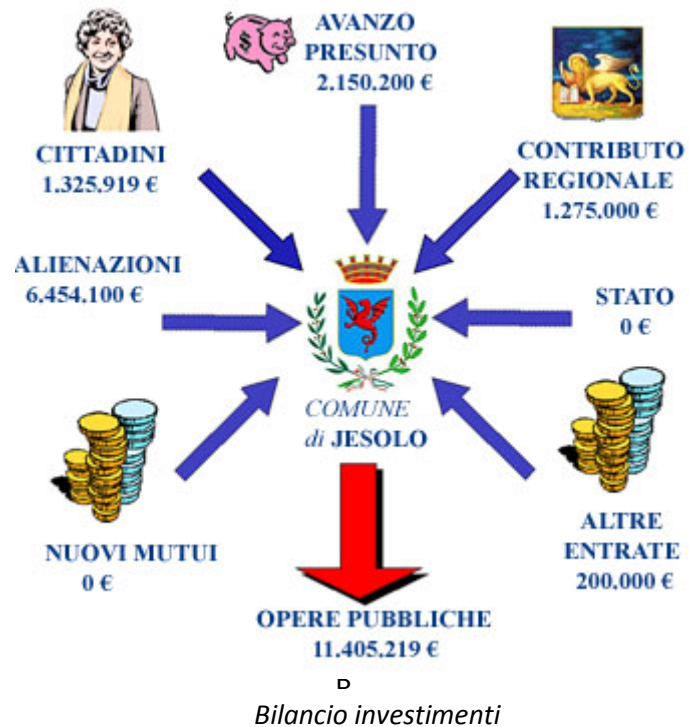 AVANZO
PRESUNTO
2.150.200 €
CITTADINI
1.325.919 €
CONTRIBUTO
REGIONALE
1.275.000 €
ALIENAZIONI
6.454.100 €
STATO
0 €
COMUNE
di JESOLO
NUOVI MUTUI
0 €
ALTRE
ENTRATE
200.000 €
OPERE PUBBLICHE
11.405.219 €
Bilancio investimenti